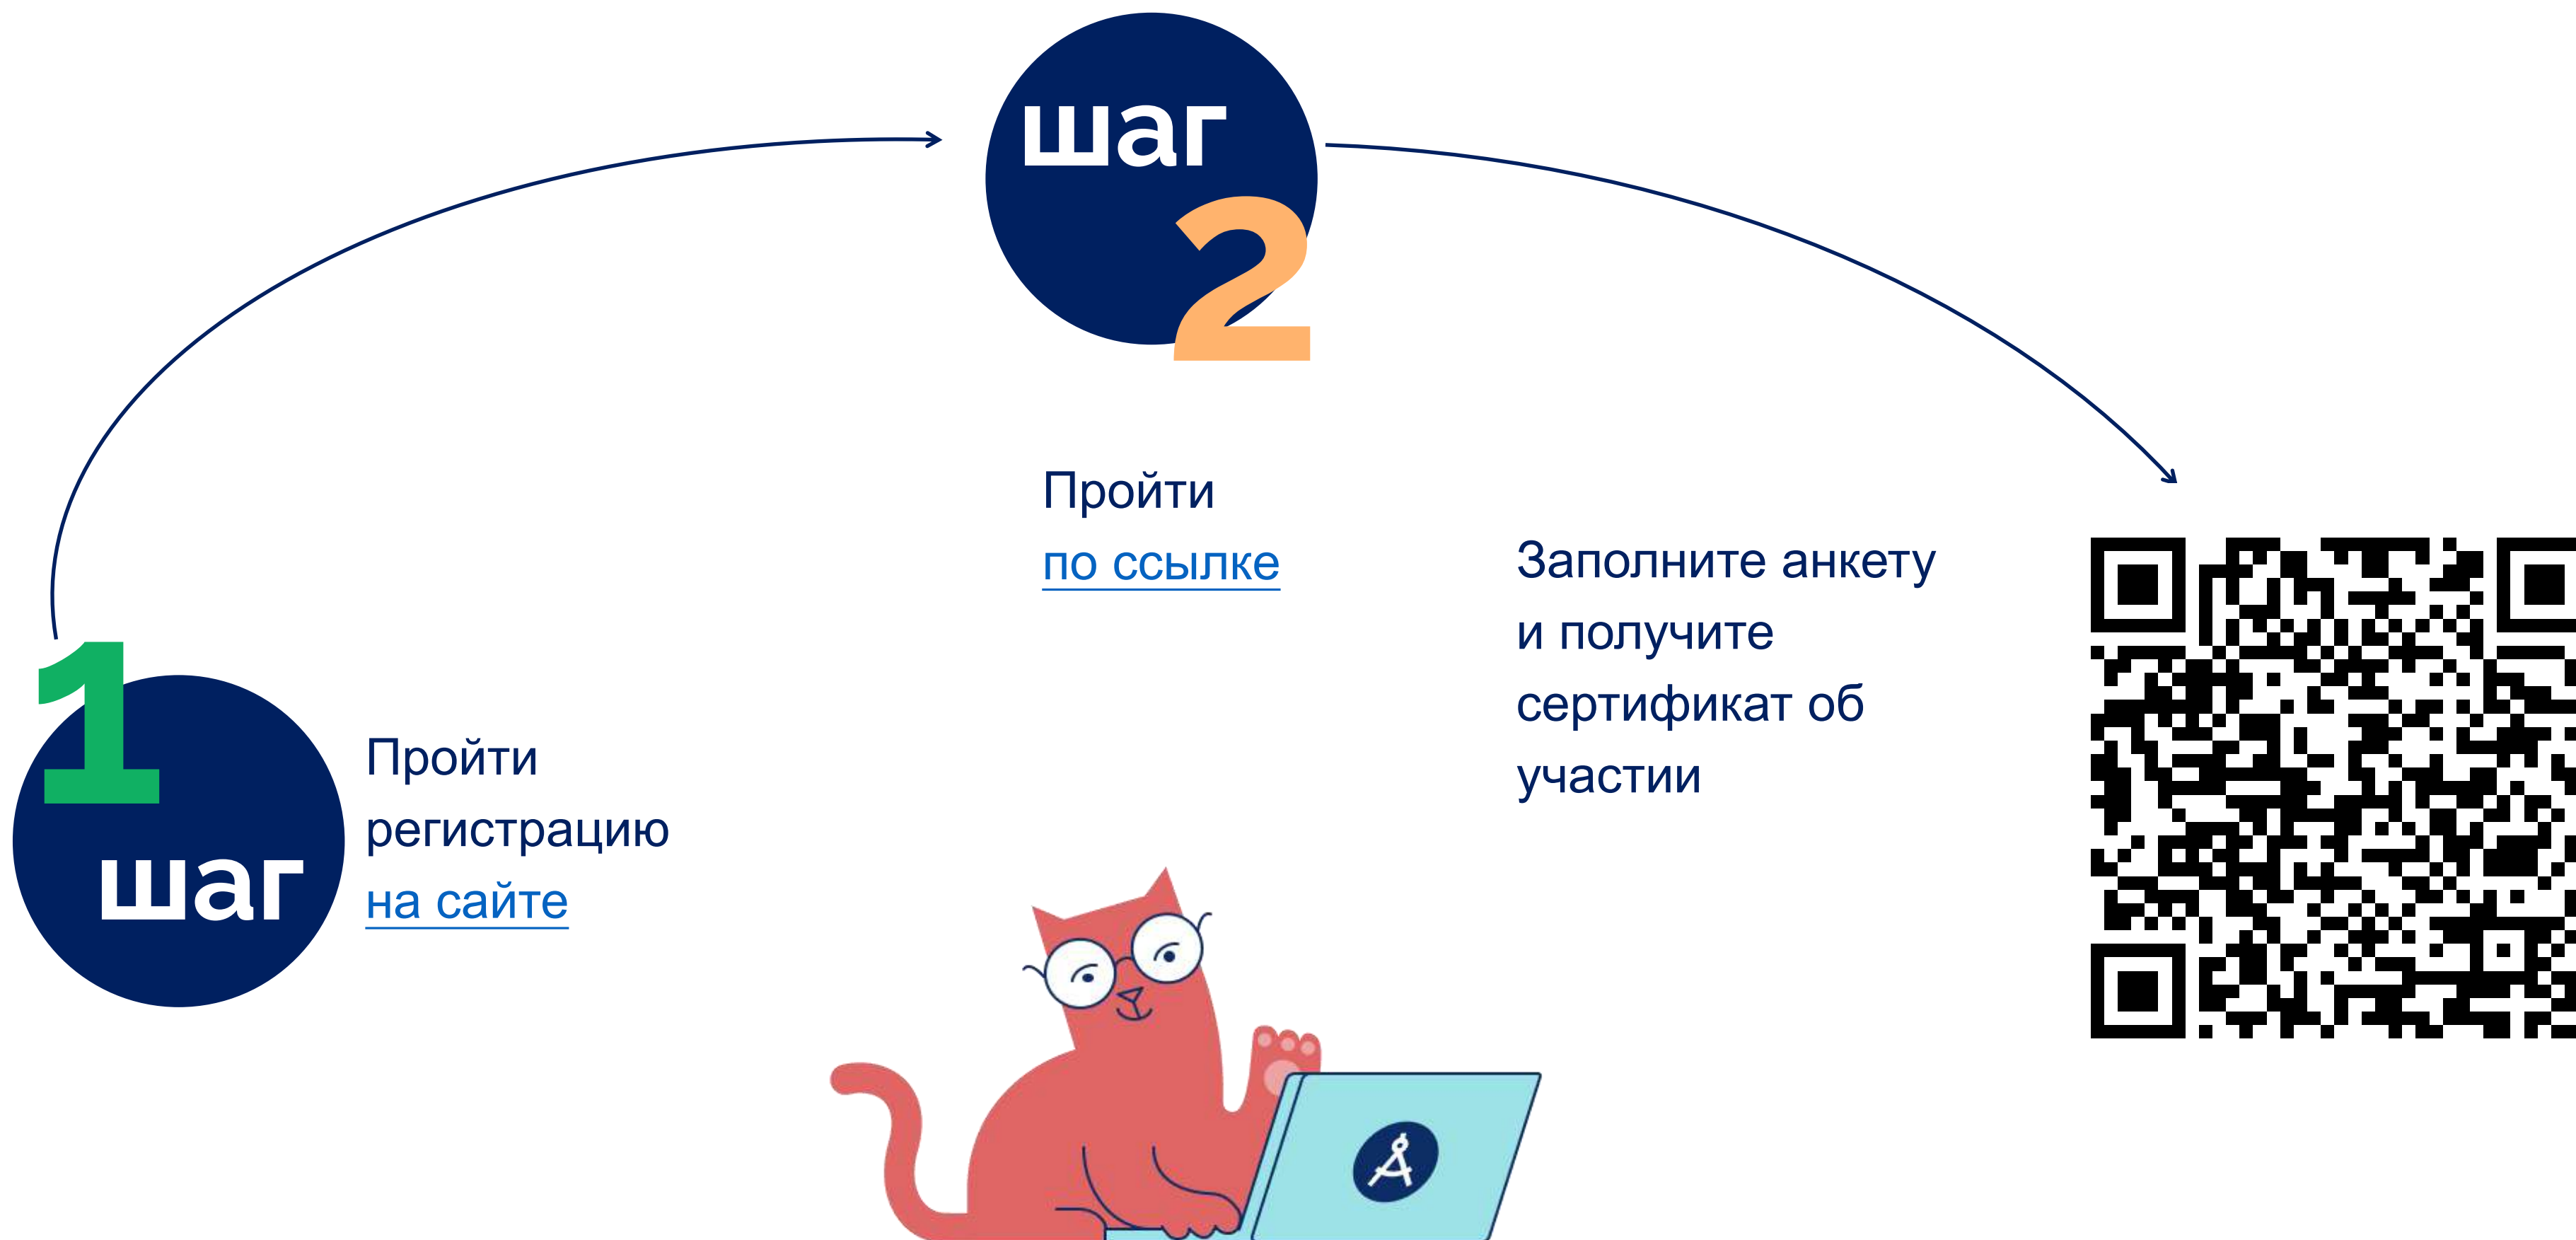 1
шаг
Пройти
регистрацию
на сайте
шаг
2
Пройти
по ссылке
Заполните анкету
и получите
сертификат об
участии